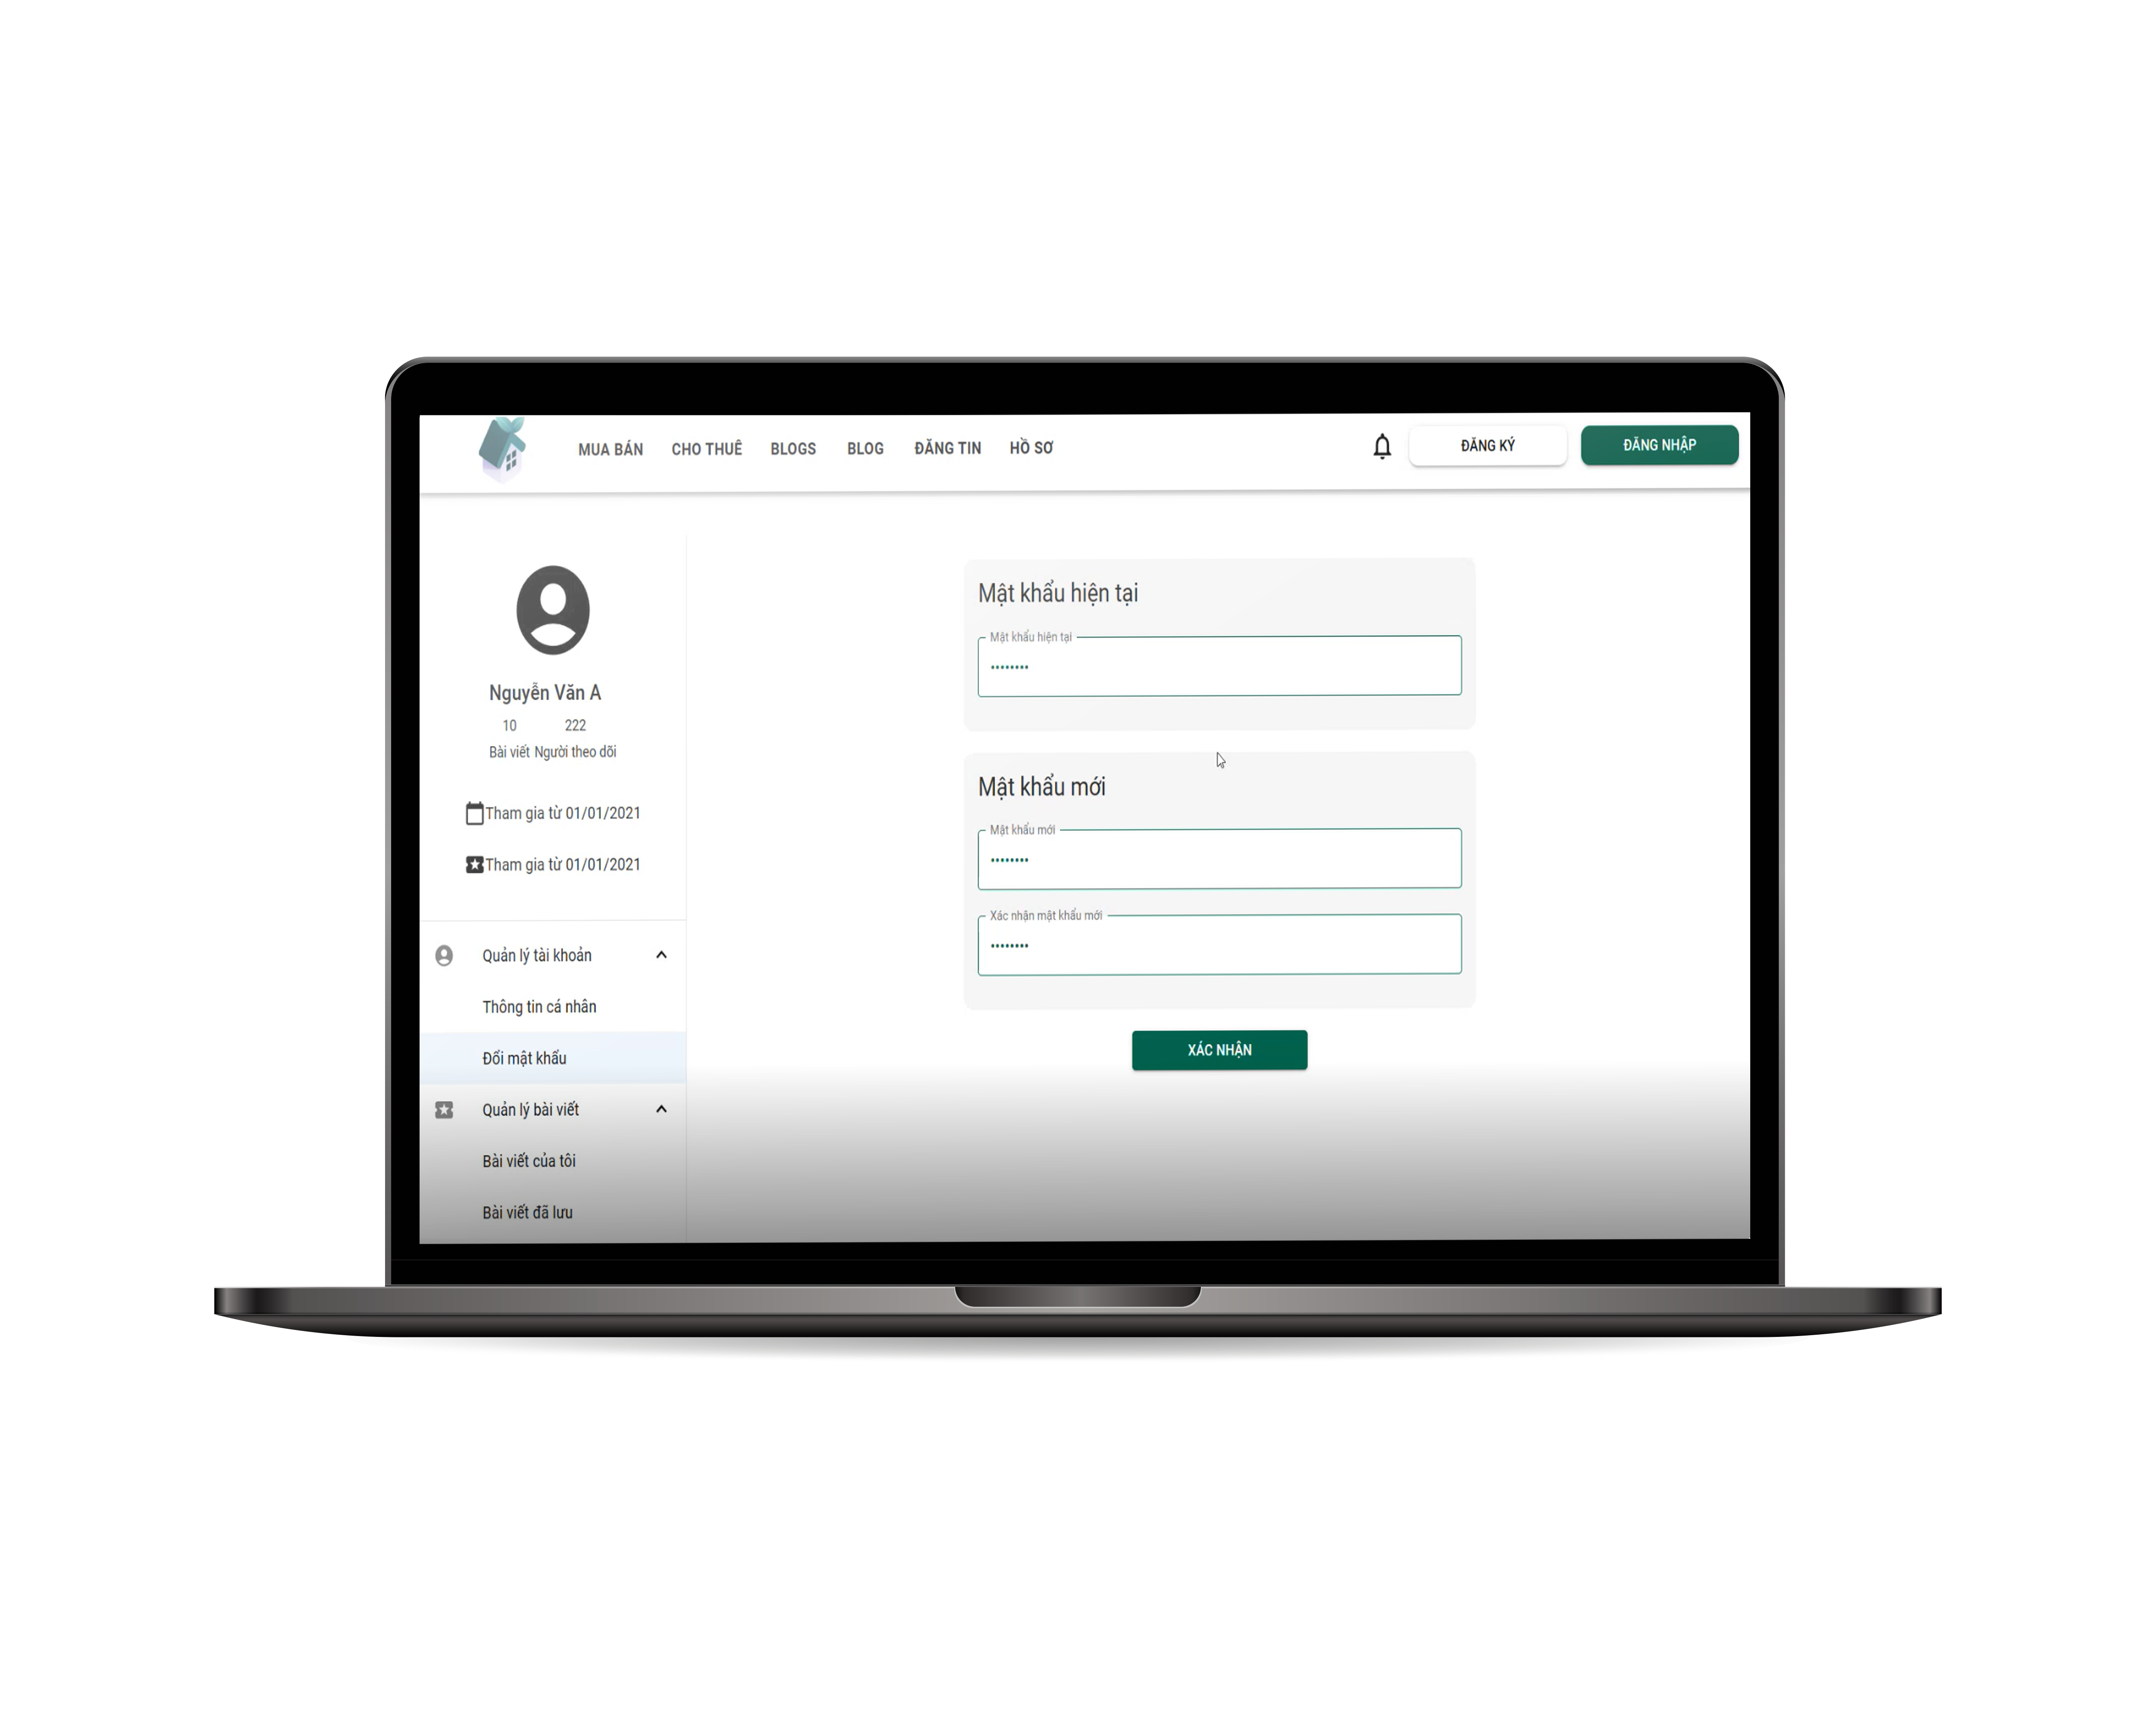 MUA BÁN CHO THUÊ BLOGS BLOG ĐĂNG TIN HỒ SƠ ĐĂNG KÝ ĐĂNG NHẬP
Nguyễn Văn A
10 222
Bài viết Người theo dõi
Tham gia từ 01/01/2021
Tham gia từ 01/01/2021
Quản lý tài khoản
Thông tin cá nhân
Đổi mật khẩu
Quản lý bài viết
Bài viết của tôi
Bài viết đã lưu
Mật khẩu hiện tại
Mật khẩu hiện tại
••••••••
Mật khẩu mới
Mật khẩu mới
••••••••
Xác nhận mật khẩu mới
••••••••
XÁC NHẬN